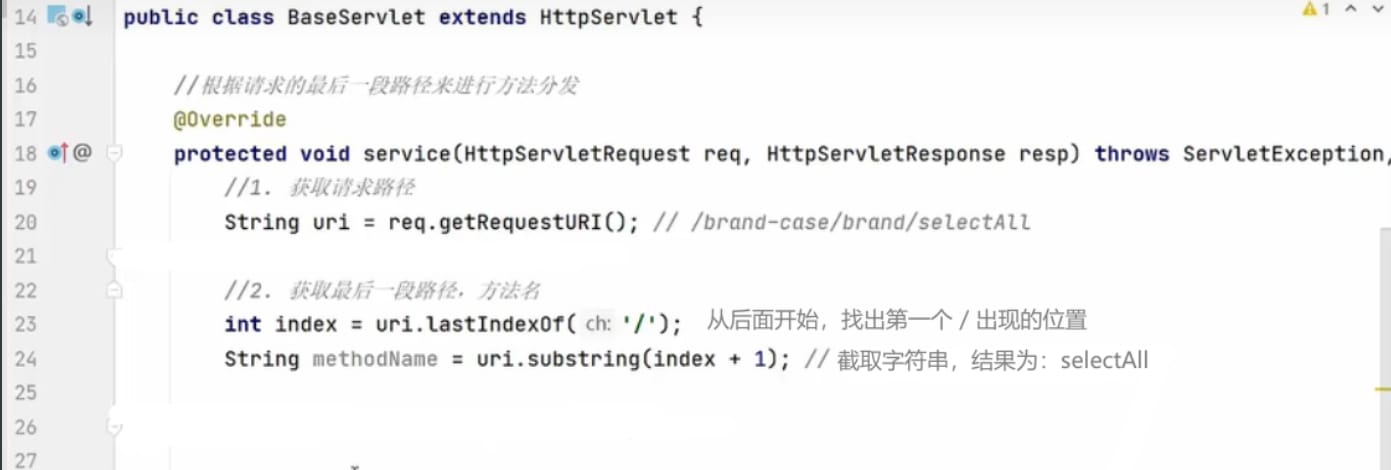 14 public class BaseServlet extends HttpServlet { 1
15
16 //根据请求的最后一段路径来进行方法分发
17 @Override
18 @ protected void service(HttpServletRequest req, HttpServletResponse resp) throws ServletException,
19 //1. 获取请求路径
20 String uri = req.getRequestURI(); // /brand-case/brand/selectAll
21
22 //2. 获取最后一段路径，方法名
23 int index = uri.lastIndexOf( ch: '/'); 从后面开始，找出第一个 / 出现的位置
24 String methodName = uri.substring(index + 1); // 截取字符串，结果为：selectAll
25
26
27